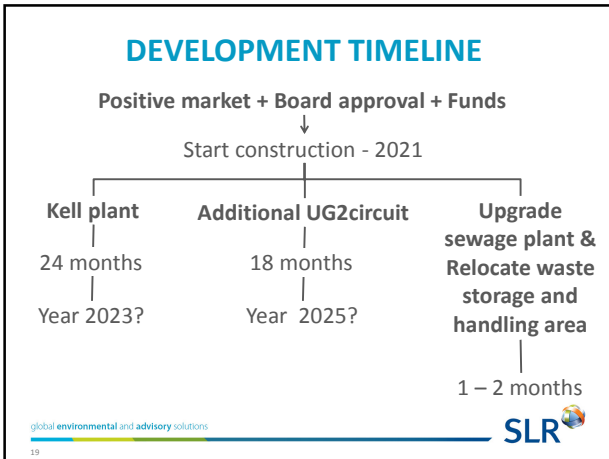 DEVELOPMENT TIMELINE
Positive market + Board approval + Funds
Start construction - 2021
Kell plant
24 months
Year 2023?
Additional UG2circuit
18 months
Year 2025?
Upgrade
sewage plant &
Relocate waste
storage and
handling area
1 – 2 months
global environmental and advisory solutions
SLR
19